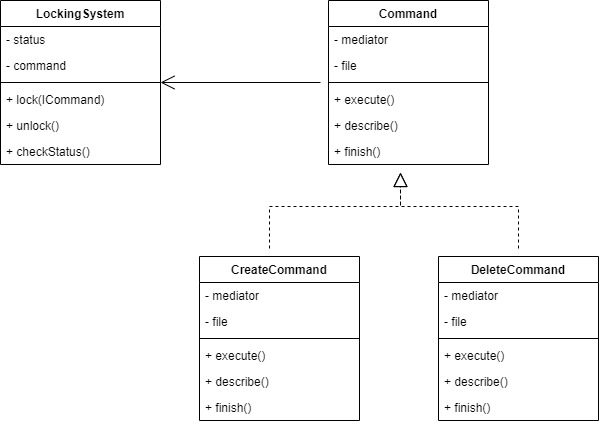 LockingSystem
- status
- command
+ lock(ICommand)
+ unlock()
+ checkStatus()
Command
- mediator
- file
+ execute()
+ describe()
+ finish()
CreateCommand
- mediator
- file
+ execute()
+ describe()
+ finish()
DeleteCommand
- mediator
- file
+ execute()
+ describe()
+ finish()